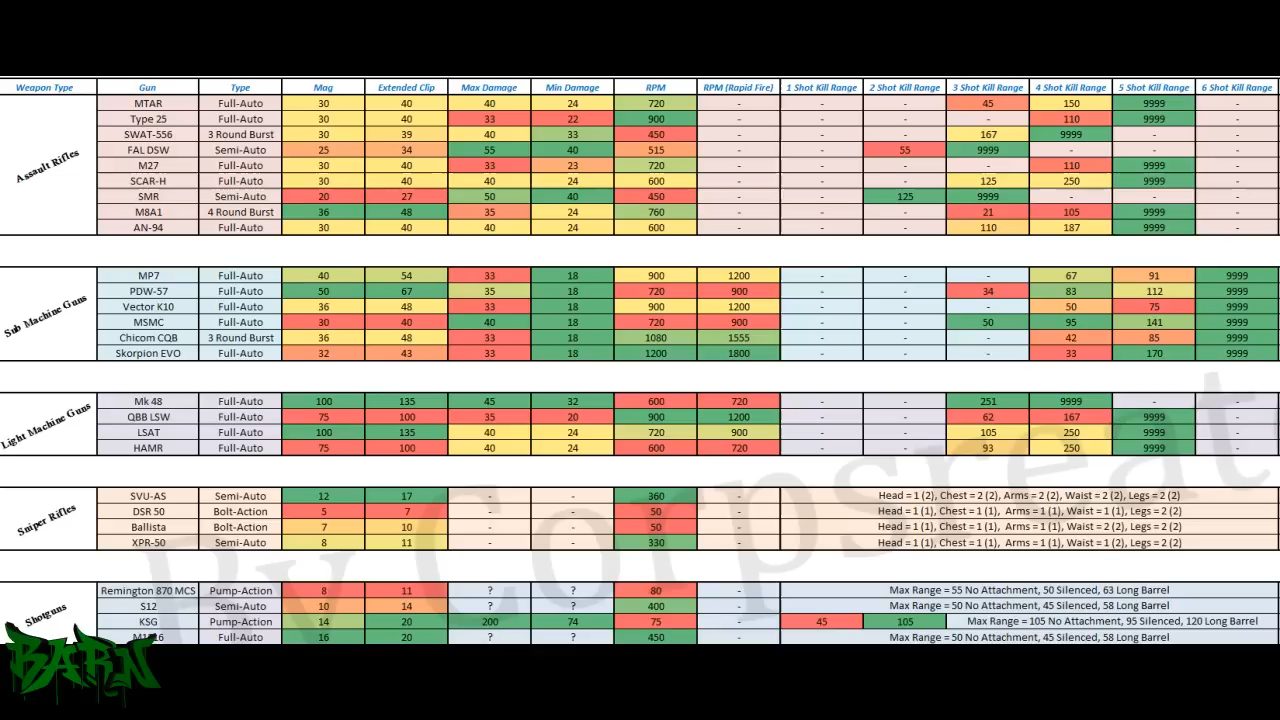 Weapon Type Gun Type Mag Extended Clip Max Damage Min Damage RPM RPM (Rapid Fire) 1 Shot Kill Range 2 Shot Kill Range 3 Shot Kill Range 4 Shot Kill Range 5 Shot Kill Range 6 Shot Kill Range
Assault Rifles
MTAR Full-Auto 30 40 40 24 720 - - - 45 150 9999 -
Type 25 Full-Auto 30 40 33 22 900 - - - - 110 9999 -
SWAT-556 3 Round Burst 30 39 40 33 450 - - - 167 9999 - -
FAL DSW Semi-Auto 25 34 55 40 515 - - 55 9999 - - -
M27 Full-Auto 30 40 33 23 720 - - - - 110 9999 -
SCAR-H Full-Auto 30 40 40 24 600 - - - 125 250 9999 -
SMR Semi-Auto 20 27 50 40 450 - - 125 9999 - - -
M8A1 4 Round Burst 36 48 35 24 760 - - - 21 105 9999 -
AN-94 Full-Auto 30 40 40 24 600 - - - 110 187 9999 -
Sub Machine Guns
MP7 Full-Auto 40 54 33 18 900 1200 - - - 67 91 9999
PDW-57 Full-Auto 50 67 35 18 720 900 - - 34 83 112 9999
Vector K10 Full-Auto 36 48 33 18 900 1200 - - - 50 75 9999
MSMC Full-Auto 30 40 40 18 720 900 - - 50 95 141 9999
Chicom CQB 3 Round Burst 36 48 33 18 1080 1555 - - - 42 85 9999
Skorpion EVO Full-Auto 32 43 33 18 1200 1800 - - - 33 170 9999
Light Machine Guns
Mk 48 Full-Auto 100 135 45 32 600 720 - - 251 9999 - -
QBB LSW Full-Auto 75 100 35 20 900 1200 - - 62 167 9999 -
LSAT Full-Auto 100 135 40 24 720 900 - - 105 250 9999 -
HAMR Full-Auto 75 100 40 24 600 720 - - 93 250 9999 -
Sniper Rifles
SVU-AS Semi-Auto 12 17 - - 360 - Head = 1 (2), Chest = 2 (2), Arms = 2 (2), Waist = 2 (2), Legs = 2 (2)
DSR 50 Bolt-Action 5 7 - - 50 - Head = 1 (1), Chest = 1 (1), Arms = 1 (1), Waist = 1 (1), Legs = 2 (2)
Ballista Bolt-Action 7 10 - - 50 - Head = 1 (1), Chest = 1 (1), Arms = 1 (1), Waist = 1 (2), Legs = 2 (2)
XPR-50 Semi-Auto 8 11 - - 330 - Head = 1 (1), Chest = 1 (1), Arms = 1 (1), Waist = 1 (2), Legs = 2 (2)
Shotguns
Remington 870 MCS Pump-Action 8 11 ? ? 80 - Max Range = 55 No Attachment, 50 Silenced, 63 Long Barrel
S12 Semi-Auto 10 14 ? ? 400 - Max Range = 50 No Attachment, 45 Silenced, 58 Long Barrel
KSG Pump-Action 14 20 200 74 75 - 45 105 Max Range = 105 No Attachment, 95 Silenced, 120 Long Barrel
Full-Auto 16 20 ? ? 450 - Max Range = 50 No Attachment, 45 Silenced, 58 Long Barrel
By Corpsreat
BARN